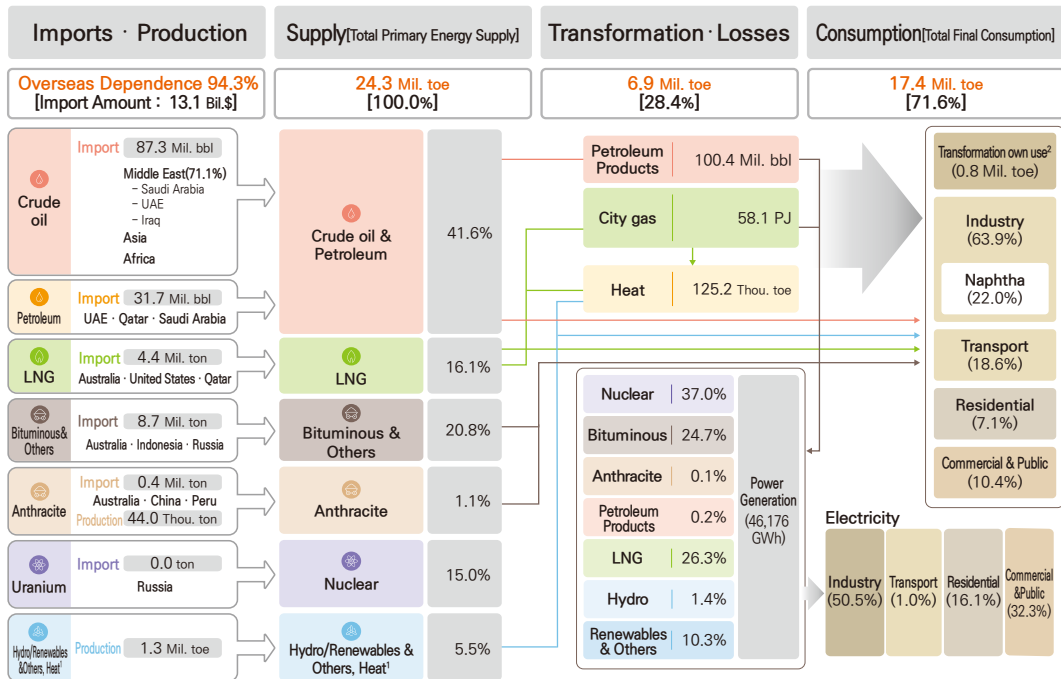 Imports · Production
Overseas Dependence 94.3%
[Import Amount : 13.1 Bil.$]
Crude
oil
Import 87.3 Mil. bbl
Middle East(71.1%)
– Saudi Arabia
– UAE
– Iraq
Asia
Africa
Petroleum
Import 31.7 Mil. bbl
UAE · Qatar · Saudi Arabia
LNG
Import 4.4 Mil. ton
Australia · United States · Qatar
Bituminous&
Others
Import 8.7 Mil. ton
Australia · Indonesia · Russia
Anthracite
Import 0.4 Mil. ton
Australia · China · Peru
Production 44.0 Thou. ton
Uranium
Import 0.0 ton
Russia
Hydro/Renewables
&Others, Heat¹
Production 1.3 Mil. toe
Supply[Total Primary Energy Supply]
24.3 Mil. toe
[100.0%]
Crude oil &
Petroleum
41.6%
LNG
16.1%
Bituminous &
Others
20.8%
Anthracite
1.1%
Nuclear
15.0%
Hydro/Renewables &
Others, Heat¹
5.5%
Transformation · Losses
6.9 Mil. toe
[28.4%]
Petroleum
Products
100.4 Mil. bbl
City gas
58.1 PJ
Heat
125.2 Thou. toe
Nuclear 37.0%
Bituminous 24.7%
Anthracite 0.1%
Petroleum
Products
0.2%
LNG 26.3%
Hydro 1.4%
Renewables
& Others
10.3%
Power
Generation
(46,176
GWh)
Consumption[Total Final Consumption]
17.4 Mil. toe
[71.6%]
Transformation own use²
(0.8 Mil. toe)
Industry
(63.9%)
Naphtha
(22.0%)
Transport
(18.6%)
Residential
(7.1%)
Commercial & Public
(10.4%)
Electricity
Industry
(50.5%)
Transport
(1.0%)
Residential
(16.1%)
Commercial
&Public
(32.3%)